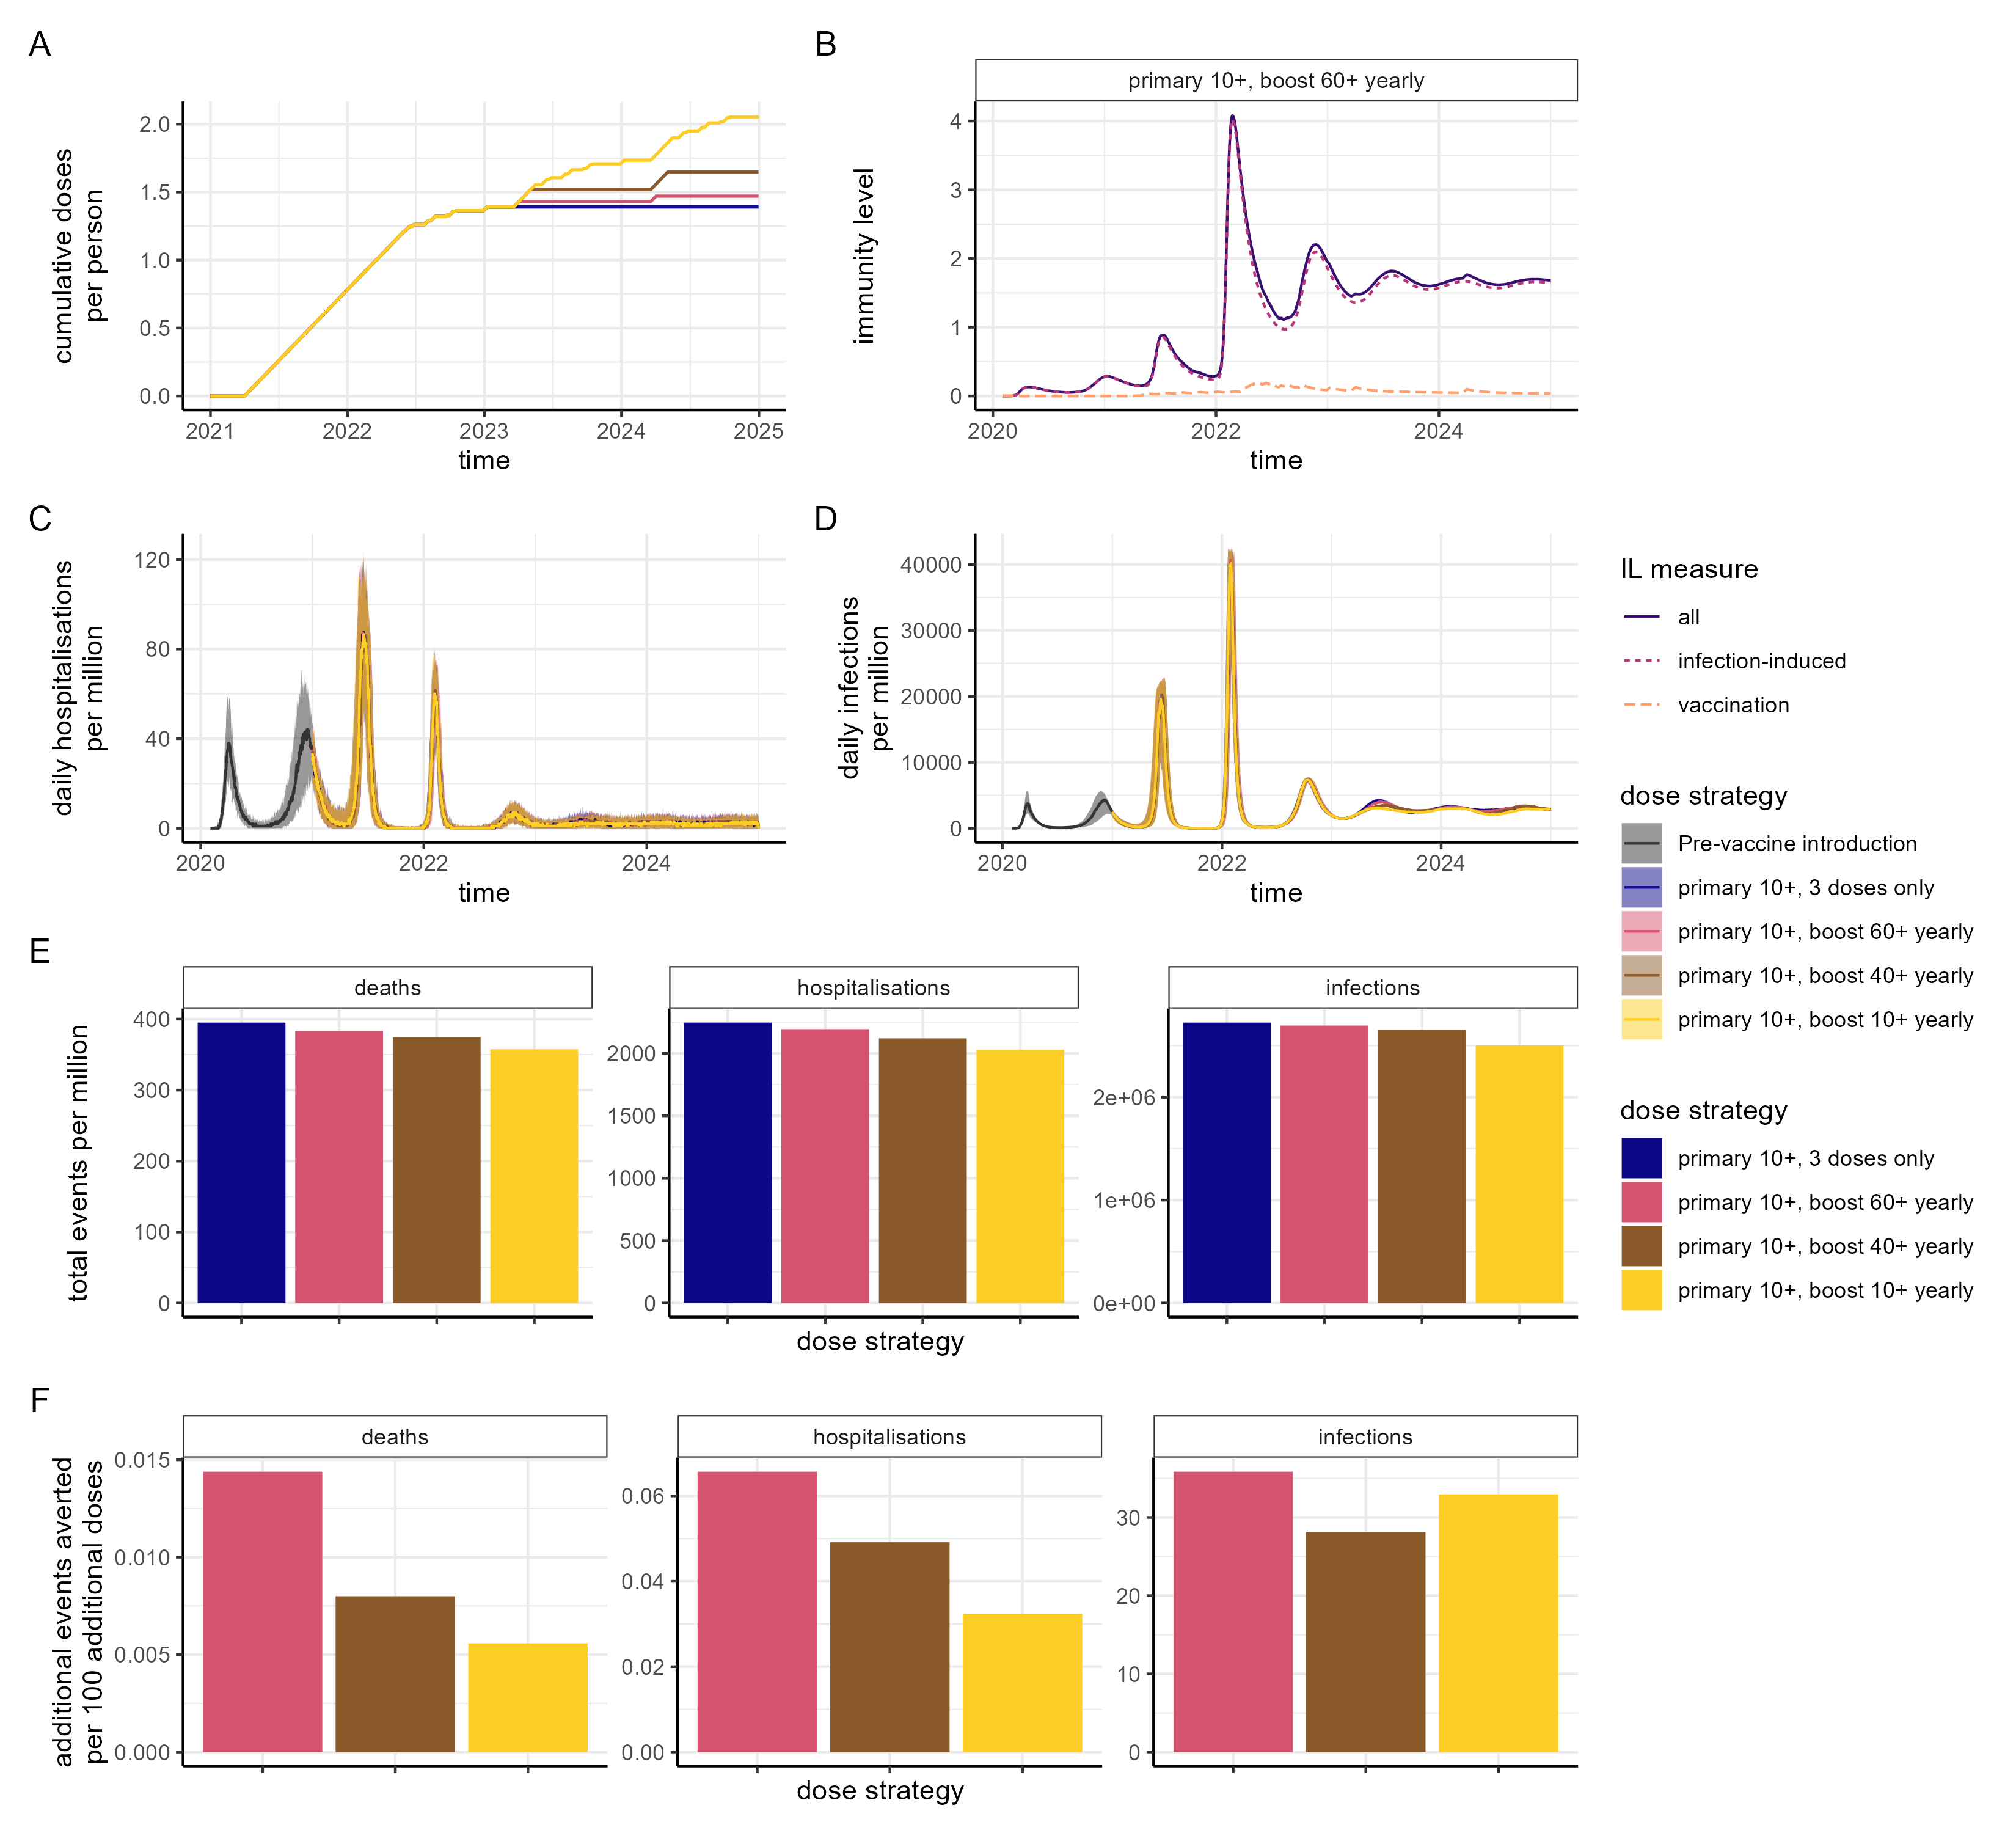 A
cumulative doses
per person
2.0
1.5
1.0
0.5
0.0
2021
2022
2023
2024
2025
time
B
primary 10+, boost 60+ yearly
immunity level
4
3
2
1
0
2020
2022
2024
time
C
daily hospitalisations
per million
120
80
40
0
2020
2022
2024
time
D
daily infections
per million
40000
30000
20000
10000
0
2020
2022
2024
time
IL measure
all
infection-induced
vaccination
dose strategy
Pre-vaccine introduction
primary 10+, 3 doses only
primary 10+, boost 60+ yearly
primary 10+, boost 40+ yearly
primary 10+, boost 10+ yearly
dose strategy
primary 10+, 3 doses only
primary 10+, boost 60+ yearly
primary 10+, boost 40+ yearly
primary 10+, boost 10+ yearly
E
total events per million
deaths
400
300
200
100
0
hospitalisations
2000
1500
1000
500
0
infections
2e+06
1e+06
0e+00
dose strategy
F
additional events averted
per 100 additional doses
deaths
0.015
0.010
0.005
0.000
hospitalisations
0.06
0.04
0.02
0.00
infections
30
20
10
0
dose strategy